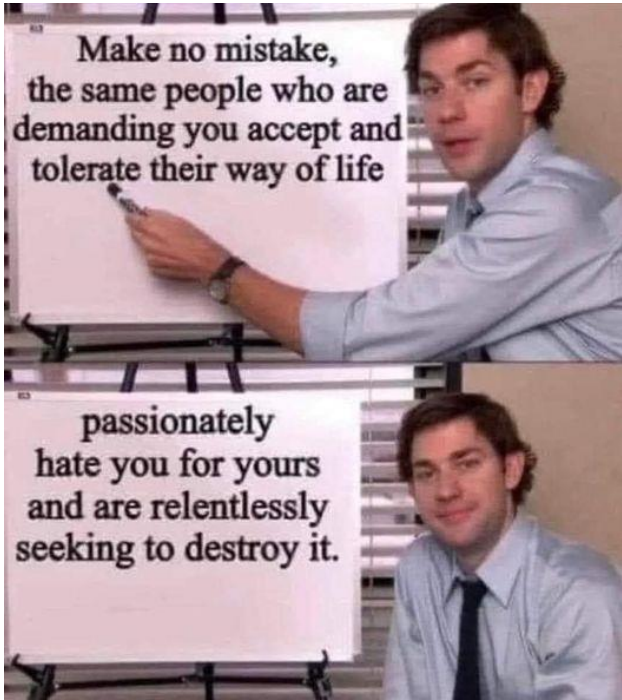 Make no mistake,
the same people who are
demanding you accept and
tolerate their way of life
passionately
hate you for yours
and are relentlessly
seeking to destroy it.